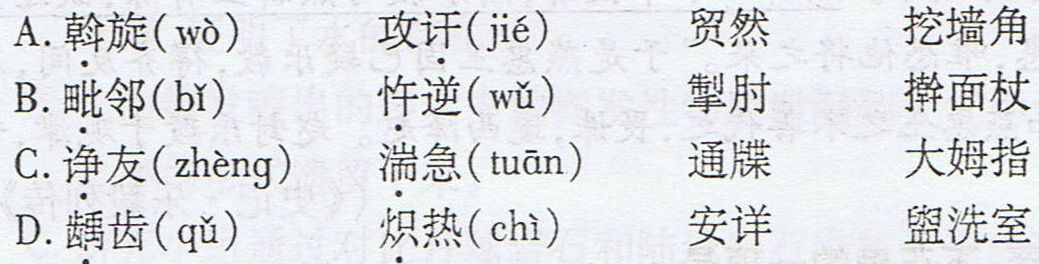 A. 斡旋(wò) 攻讦(jié) 贸然 挖墙角
B. 毗邻(bǐ) 忤逆(wǔ) 掣肘 擀面杖
C. 诤友(zhèng) 湍急(tuān) 通牒 大姆指
D. 龋齿(qǔ) 炽热(chì) 安详 盥洗室